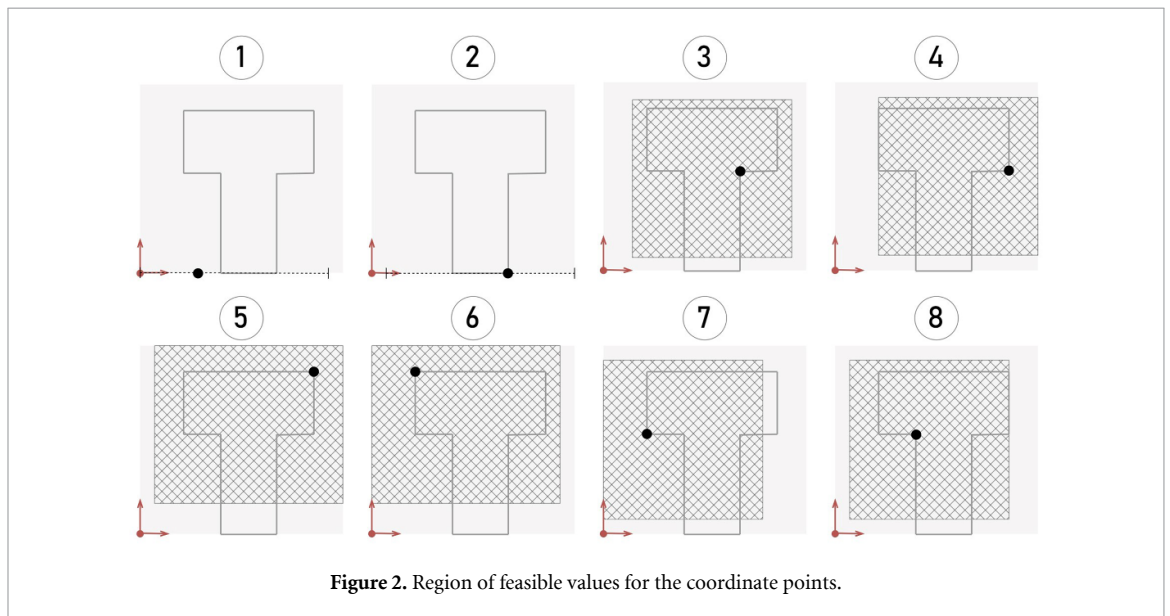 1 2 3 4
5 6 7 8
Figure 2. Region of feasible values for the coordinate points.